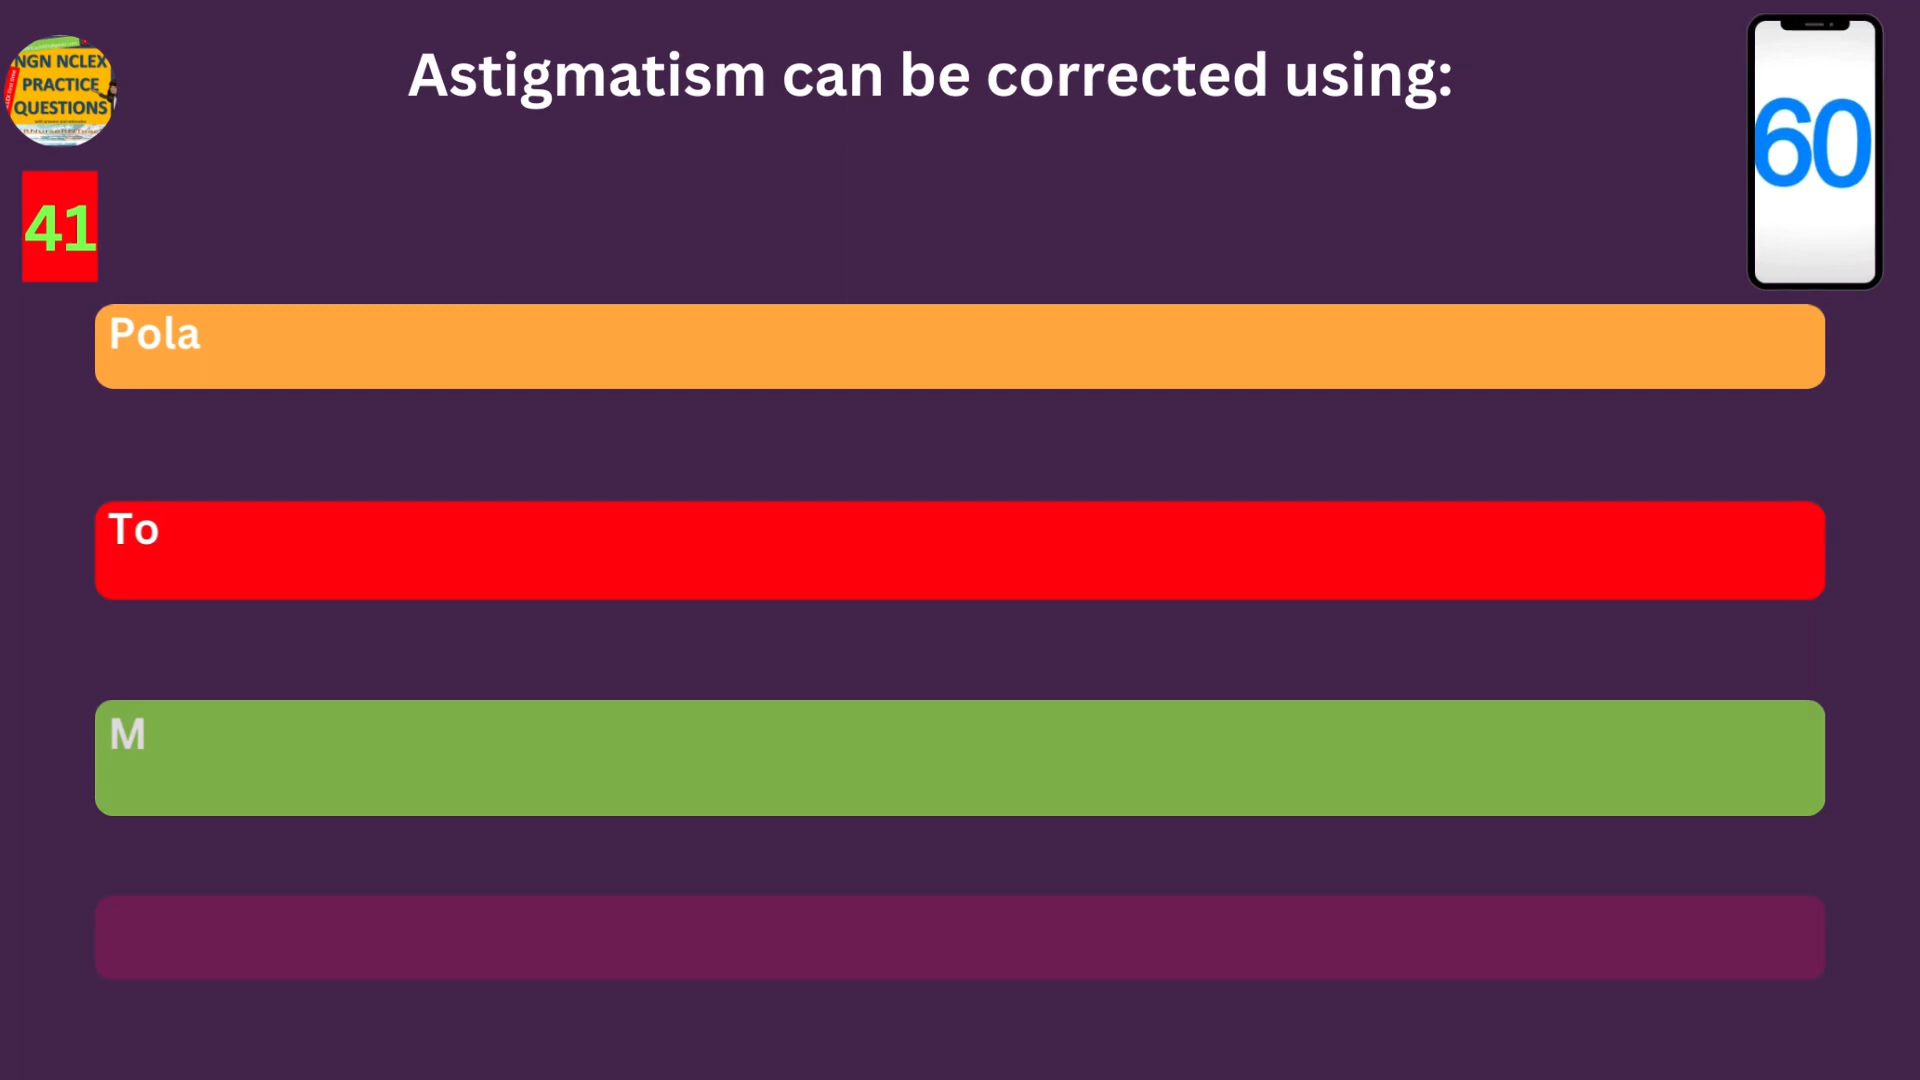 Astigmatism can be corrected using:
NGN NCLEX
PRACTICE
QUESTIONS
60
41
Pola
To
M